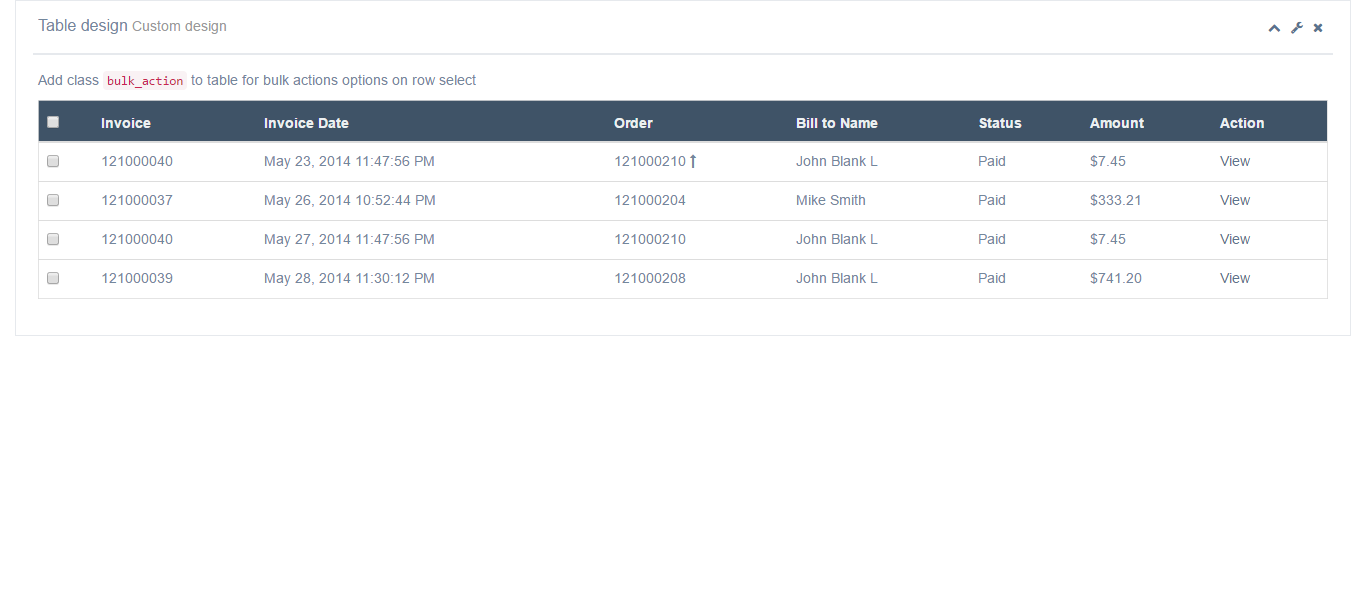 Table design Custom design
Add class bulk_action to table for bulk actions options on row select
Invoice Invoice Date Order Bill to Name Status Amount Action
121000040 May 23, 2014 11:47:56 PM 121000210 John Blank L Paid $7.45 View
121000037 May 26, 2014 10:52:44 PM 121000204 Mike Smith Paid $333.21 View
121000040 May 27, 2014 11:47:56 PM 121000210 John Blank L Paid $7.45 View
121000039 May 28, 2014 11:30:12 PM 121000208 John Blank L Paid $741.20 View